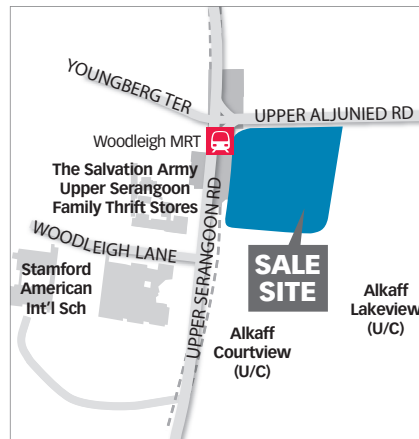 YOUNGBERG TER
UPPER ALJUNIED RD
Woodleigh MRT
The Salvation Army
Upper Serangoon
Family Thrift Stores
UPPER SERANGOON RD
WOODLEIGH LANE
Stamford
American
Int'l Sch
SALE
SITE
Alkaff
Lakeview
(U/C)
Alkaff
Courtview
(U/C)